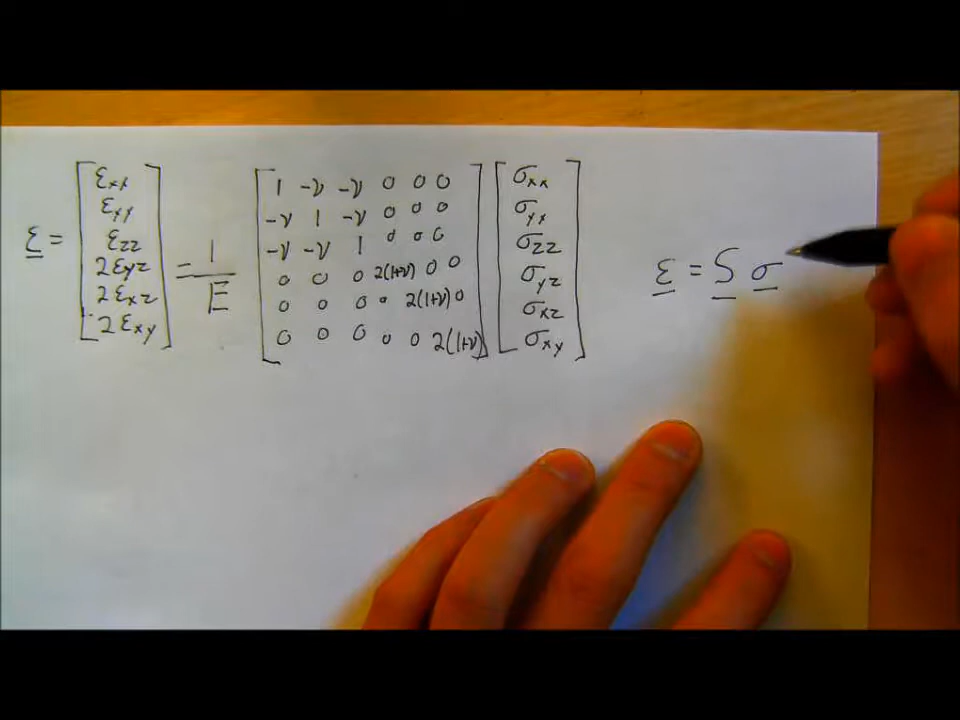 ε = [εxx εyy εzz 2εyz 2εxz 2εxy] = 1/E
1 -ν -ν 0 0 0 σxx
-ν 1 -ν 0 0 0 σyy
-ν -ν 1 0 0 0 σzz
0 0 0 2(1+ν) 0 0 σyz
0 0 0 0 2(1+ν) 0 σxz
0 0 0 0 0 2(1+ν) σxy
ε = S σ